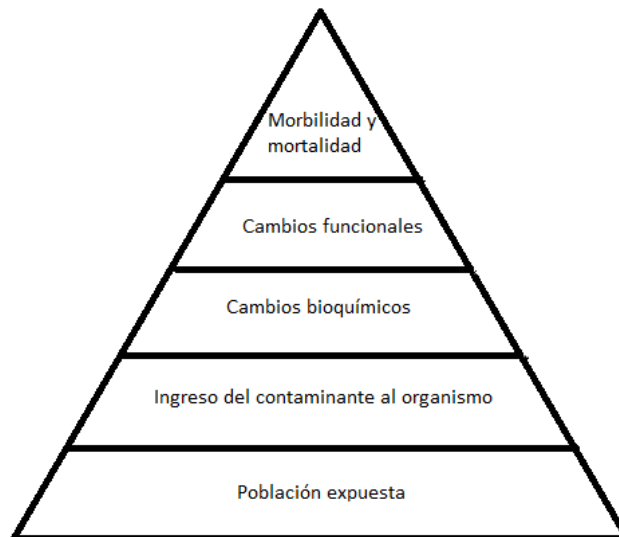 Morbilidad y
mortalidad
Cambios funcionales
Cambios bioquímicos
Ingreso del contaminante al organismo
Población expuesta